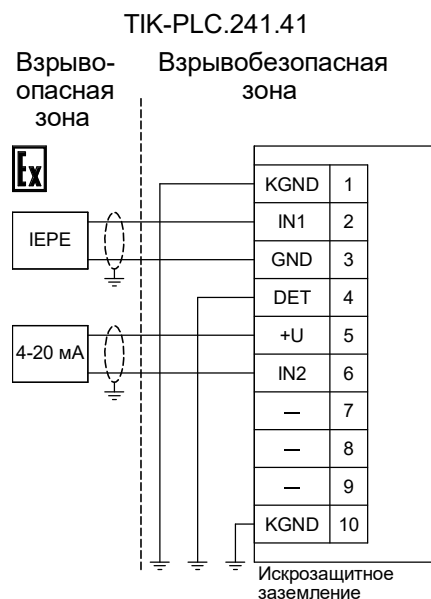 TIK-PLC.241.41
Взрыво-
опасная
зона
Взрывобезопасная
зона
Ex
KGND 1
IEPE
IN1 2
GND 3
DET 4
4-20 мА
+U 5
IN2 6
— 7
— 8
— 9
KGND 10
Искрозащитное
заземление